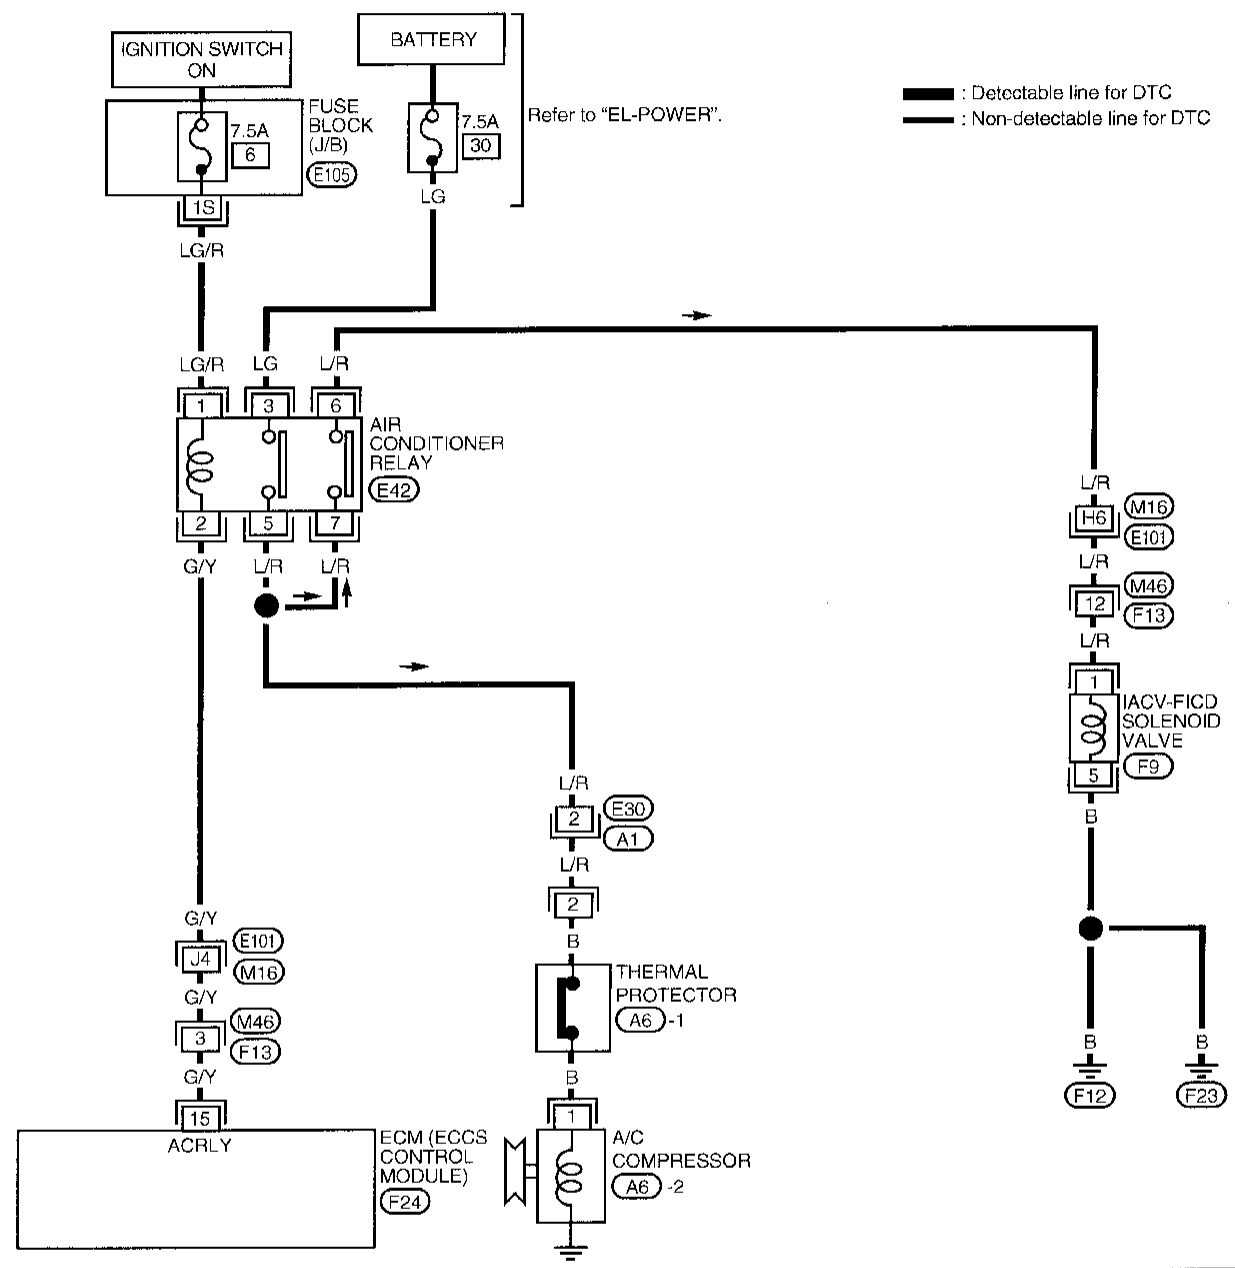 IGNITION SWITCH
ON
BATTERY
7.5A
6
FUSE
BLOCK
(J/B)
E105
7.5A
30
Refer to "EL-POWER".
: Detectable line for DTC
: Non-detectable line for DTC
1S
LG
LG/R
LG/R
LG
L/R
1
3
6
AIR
CONDITIONER
RELAY
E42
2
5
7
G/Y
L/R
L/R
L/R
H6
M16
E101
L/R
12
M46
F13
L/R
1
IACV-FICD
SOLENOID
VALVE
F9
5
B
L/R
2
E30
A1
L/R
2
B
THERMAL
PROTECTOR
A6 -1
B
1
A/C
COMPRESSOR
A6 -2
G/Y
J4
E101
M16
G/Y
3
M46
F13
G/Y
15
ACRLY
ECM (ECCS
CONTROL
MODULE)
F24
B
B
F12
F23